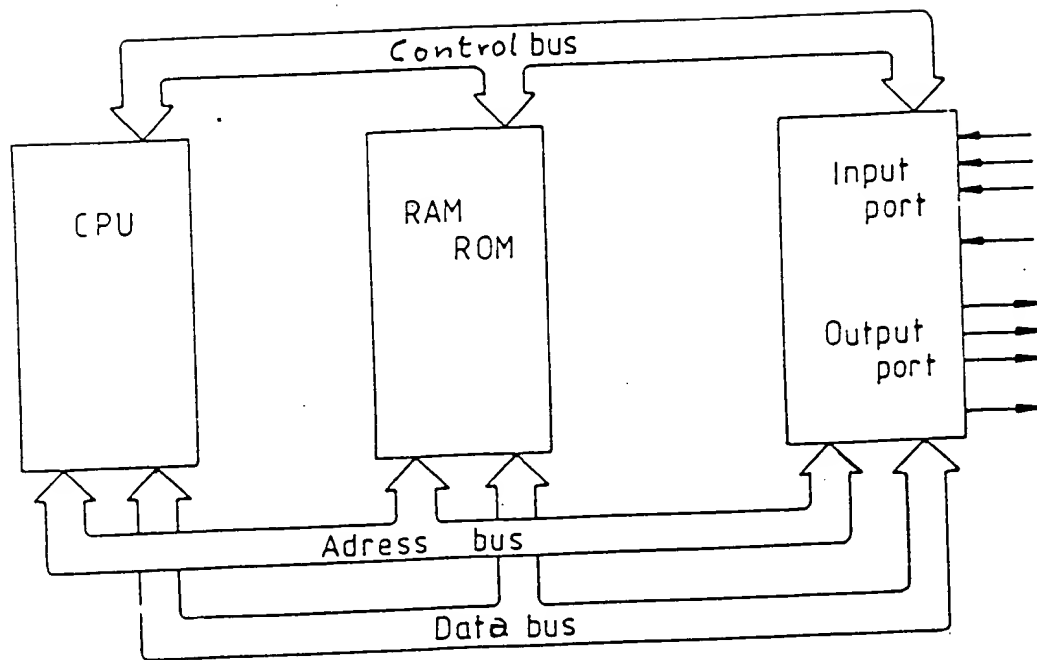 Control bus
CPU
RAM
ROM
Input
port
Output
port
Adress bus
Data bus